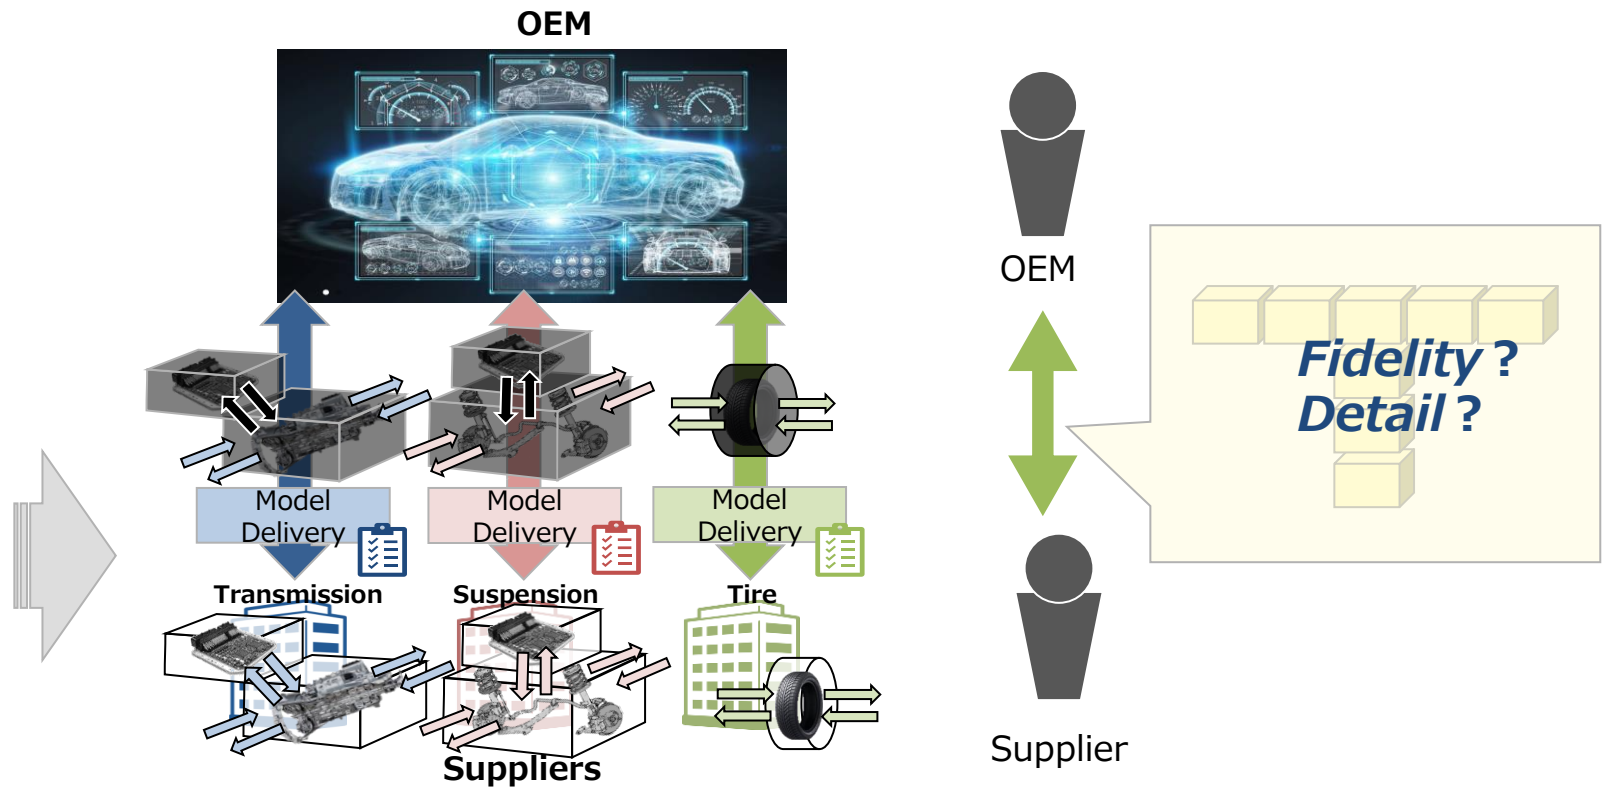 OEM
Model
Delivery
Model
Delivery
Model
Delivery
Transmission
Suspension
Tire
Suppliers
OEM
Supplier
Fidelity ?
Detail ?